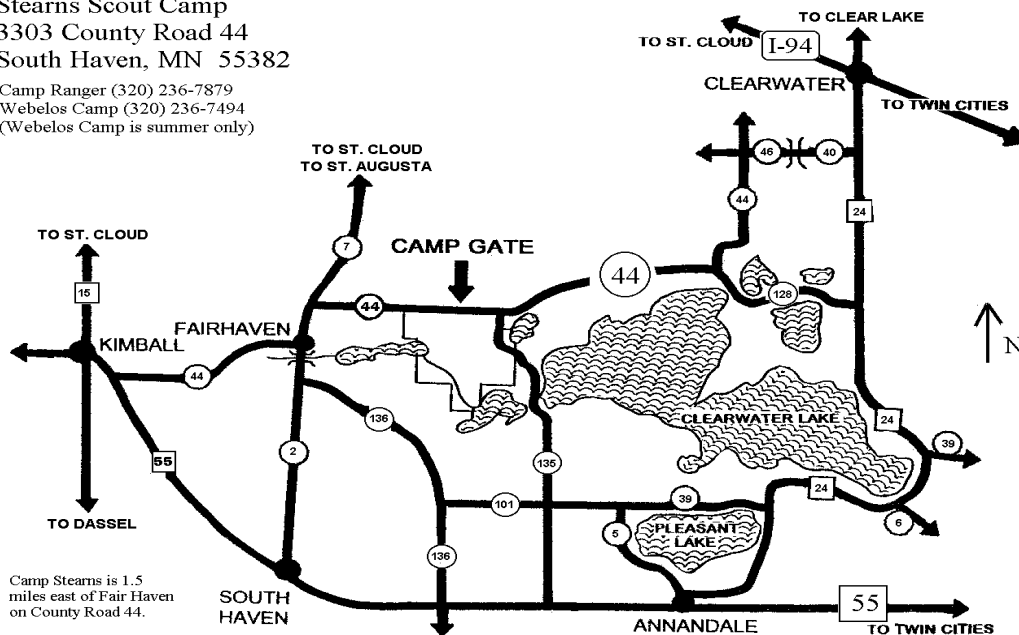 Stearns Scout Camp
3303 County Road 44
South Haven, MN 55382
Camp Ranger (320) 236-7879
Webelos Camp (320) 236-7494
(Webelos Camp is summer only)
TO CLEAR LAKE
TO ST. CLOUD
I-94
CLEARWATER
TO TWIN CITIES
TO ST. CLOUD
TO ST. AUGUSTA
46
40
44
24
TO ST. CLOUD
7
CAMP GATE
44
15
128
44
N
FAIRHAVEN
KIMBALL
44
136
CLEARWATER LAKE
24
39
2
55
135
24
39
101
TO DASSEL
5
PLEASANT
LAKE
6
136
Camp Stearns is 1.5
miles east of Fair Haven
on County Road 44.
SOUTH
HAVEN
55
ANNANDALE
TO TWIN CITIES